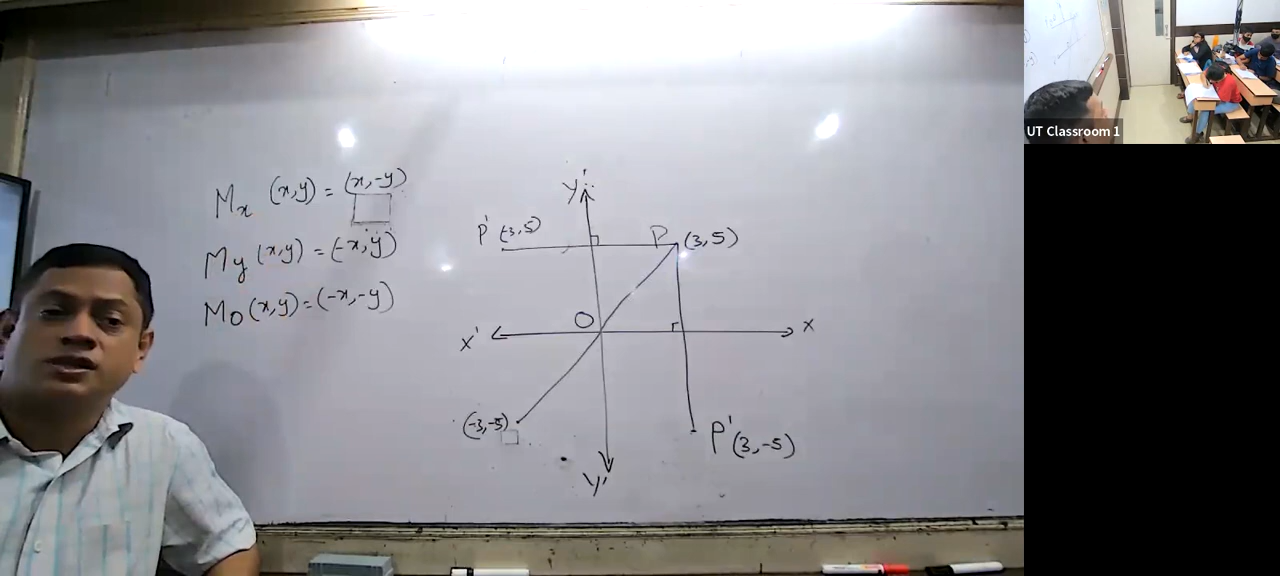 Mx (x,y) = (x,-y)
My (x,y) = (-x,y)
Mo (x,y) = (-x,-y)
y
P' (3,5)
P (3,5)
O
x'
x
(-3,-5)
P' (3,-5)
y'
UT Classroom 1